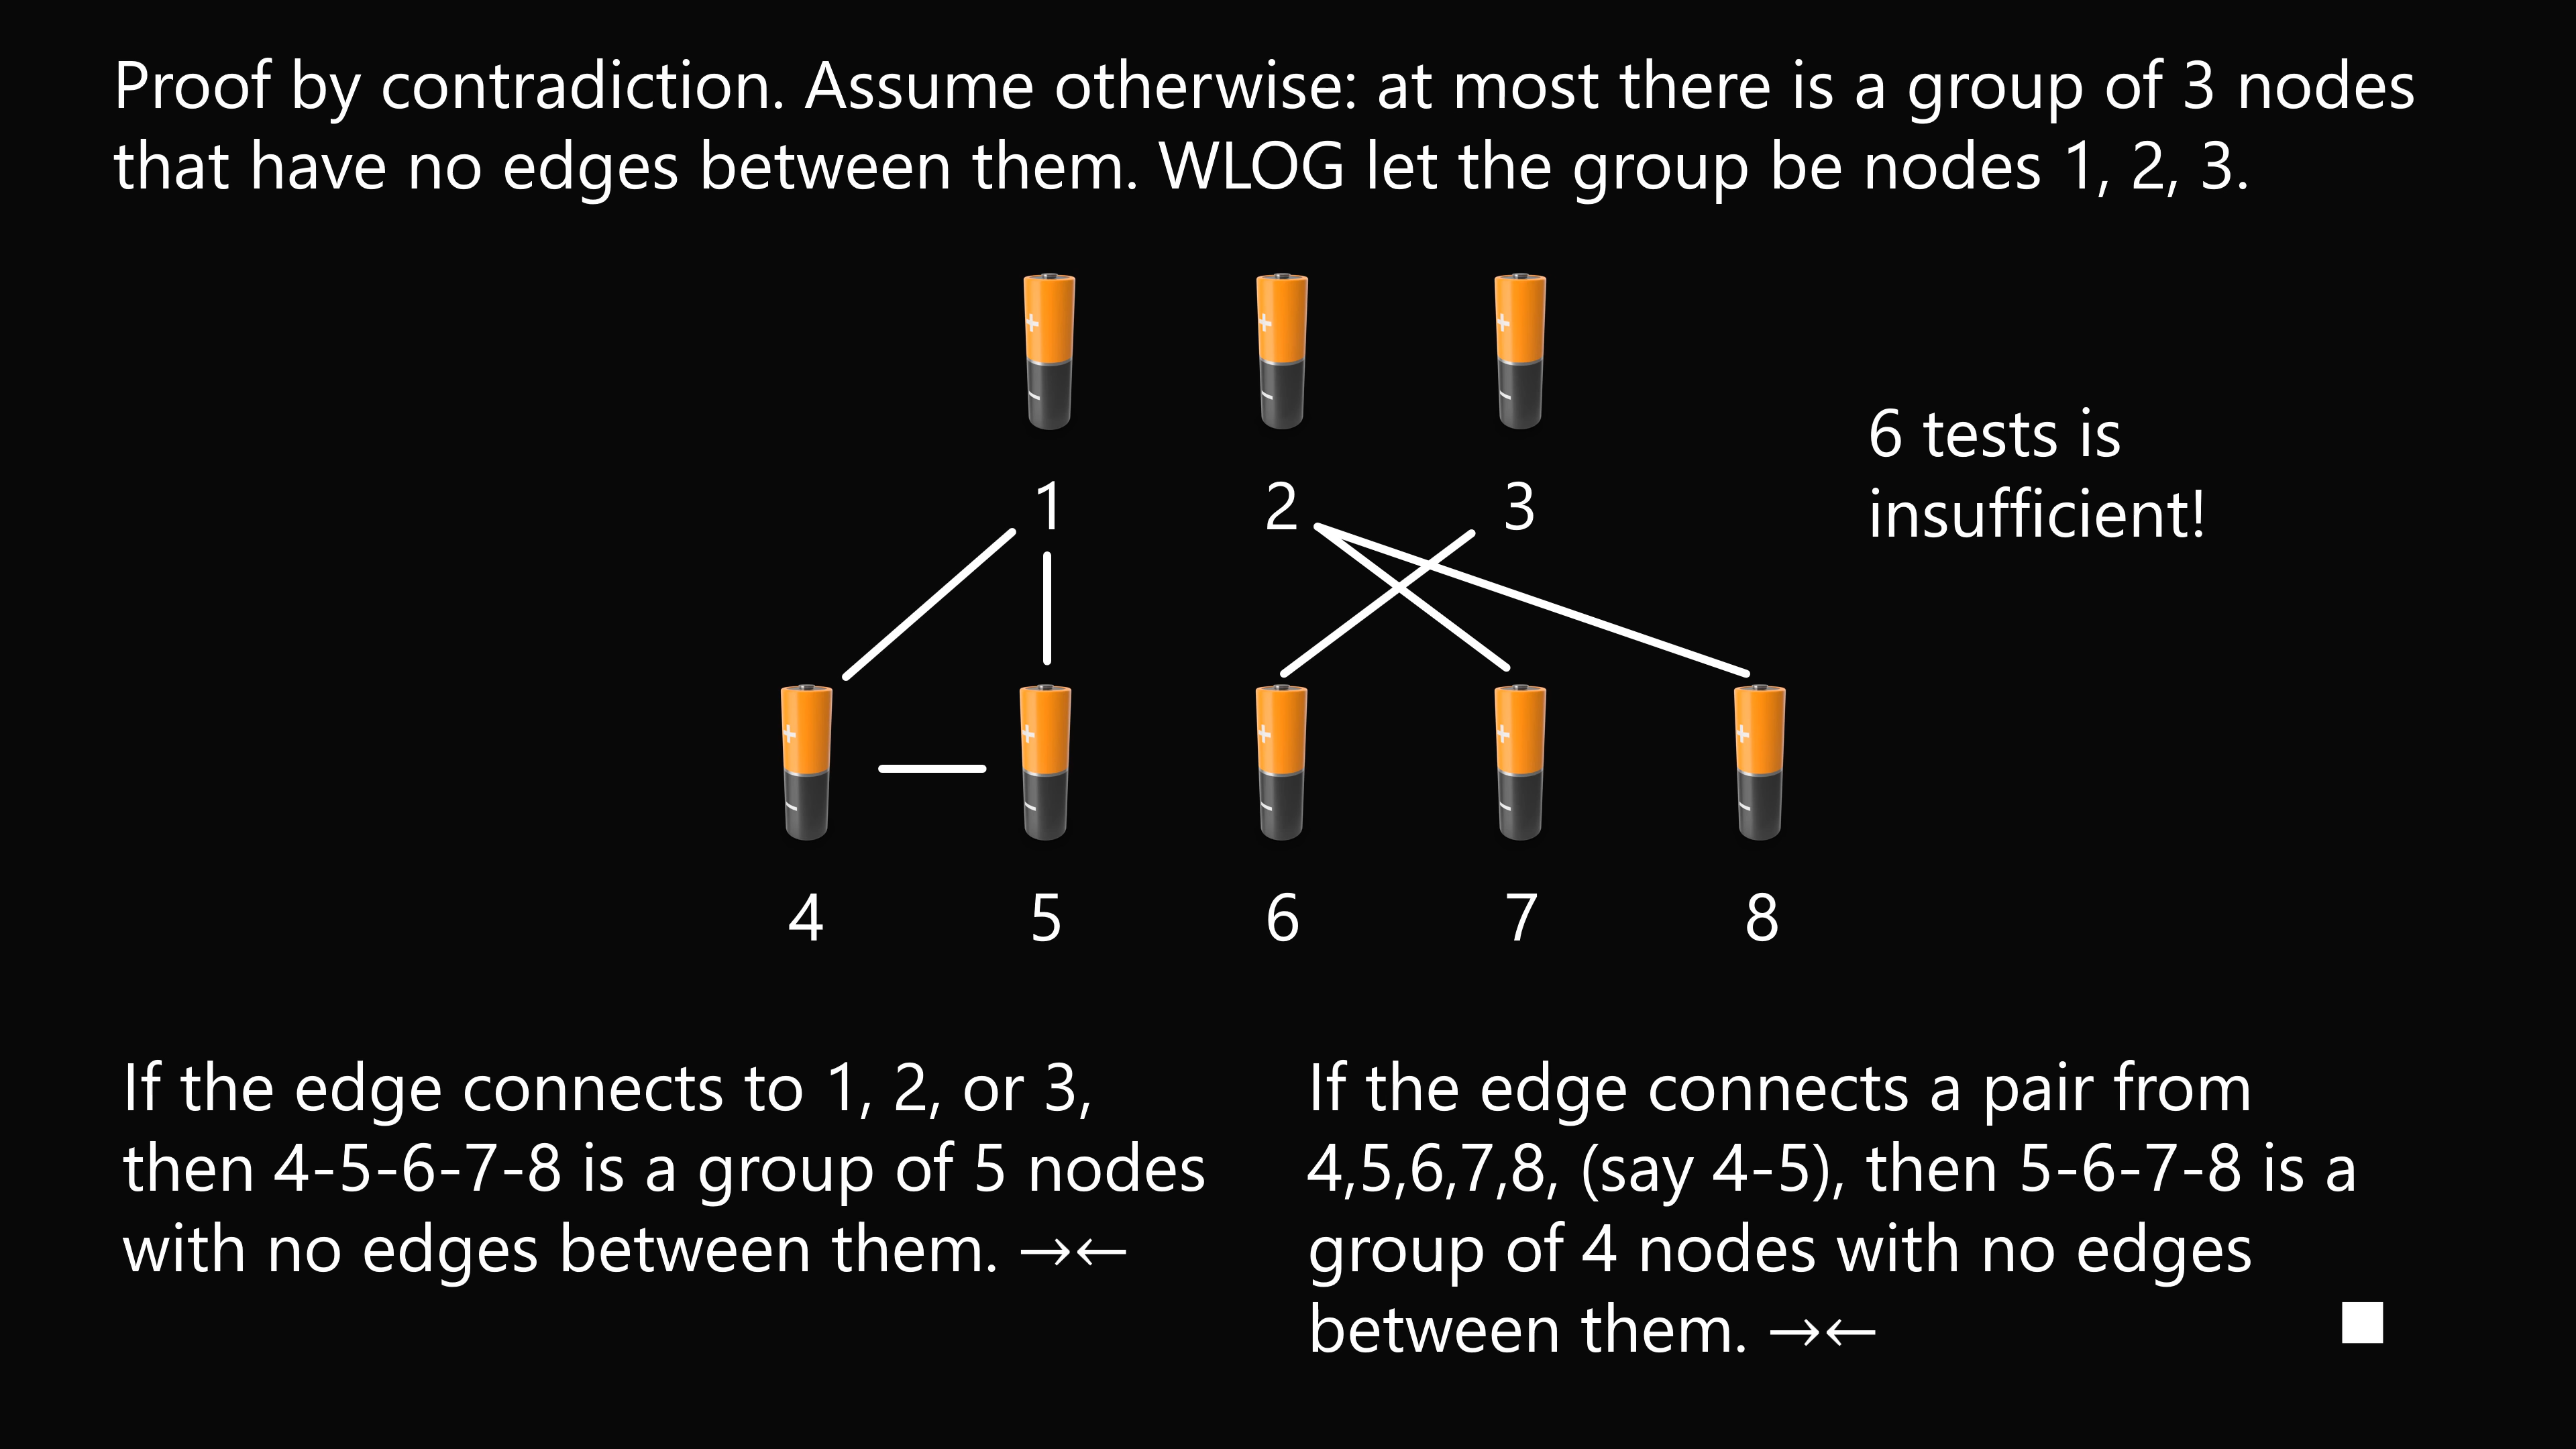 Proof by contradiction. Assume otherwise: at most there is a group of 3 nodes
that have no edges between them. WLOG let the group be nodes 1, 2, 3.
+ + +
− − −
6 tests is
insufficient!
1 2 3
+ + + + +
− − − − −
4 5 6 7 8
If the edge connects to 1, 2, or 3,
then 4-5-6-7-8 is a group of 5 nodes
with no edges between them. →←
If the edge connects a pair from
4,5,6,7,8, (say 4-5), then 5-6-7-8 is a
group of 4 nodes with no edges
between them. →←
■